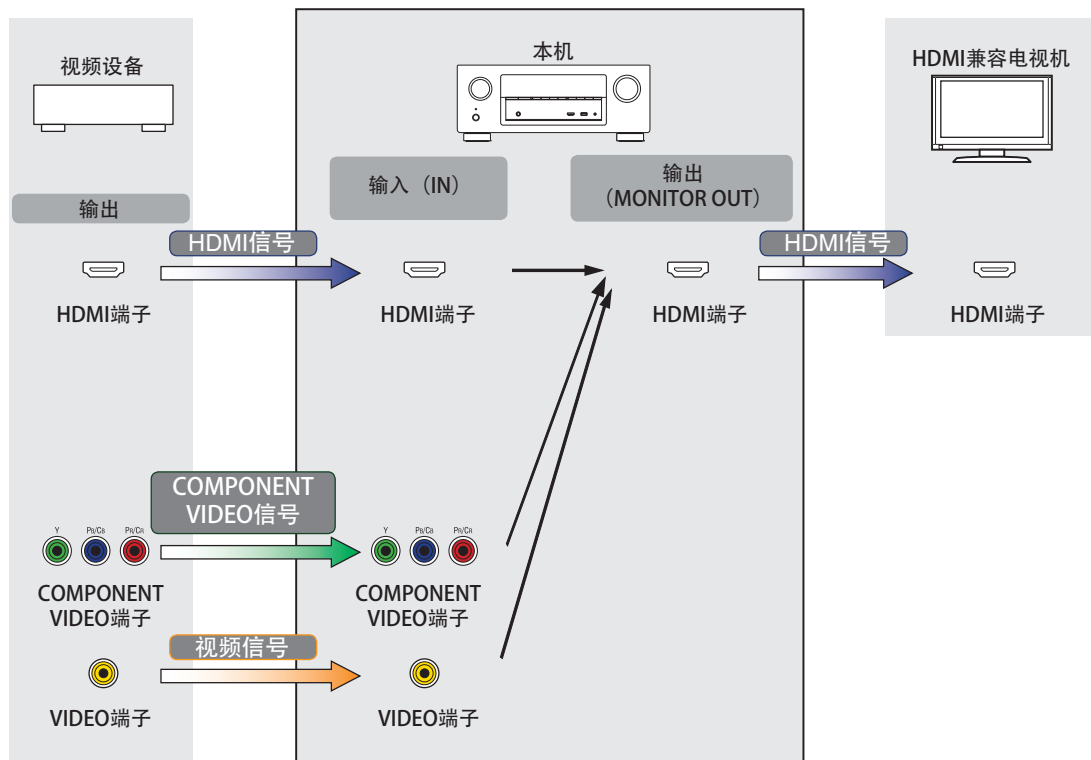 视频设备
本机
HDMI兼容电视机
输入（IN）
输出
（MONITOR OUT）
输出
HDMI信号
HDMI信号
HDMI端子
HDMI端子
HDMI端子
HDMI端子
COMPONENT
VIDEO信号
Y
PB/CB
PR/CR
Y
PB/CB
PR/CR
COMPONENT
VIDEO端子
COMPONENT
VIDEO端子
视频信号
VIDEO端子
VIDEO端子